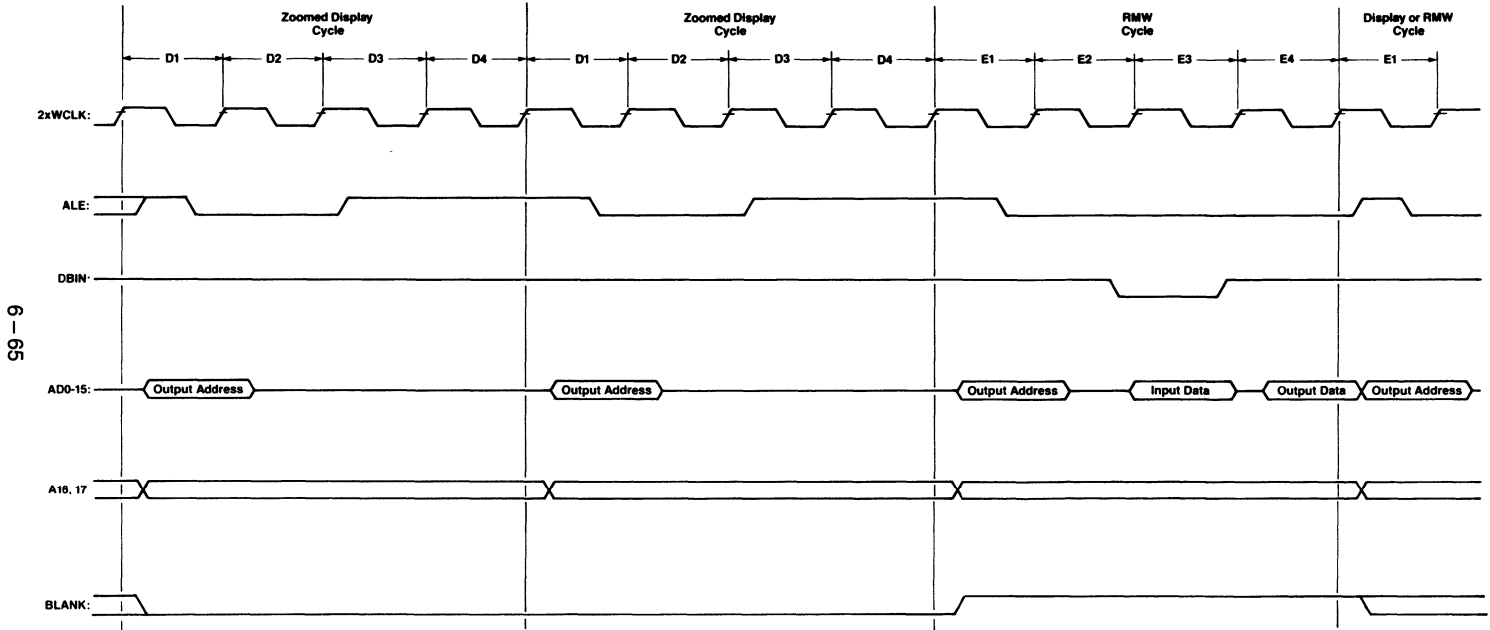 Zoomed Display
Cycle
Zoomed Display
Cycle
RMW
Cycle
Display or RMW
Cycle
D1 D2 D3 D4 D1 D2 D3 D4 E1 E2 E3 E4 E1
2xWCLK:
ALE:
DBIN·
6-65
AD0-15: Output Address Output Address Output Address Input Data Output Data Output Address
A16, 17
BLANK: